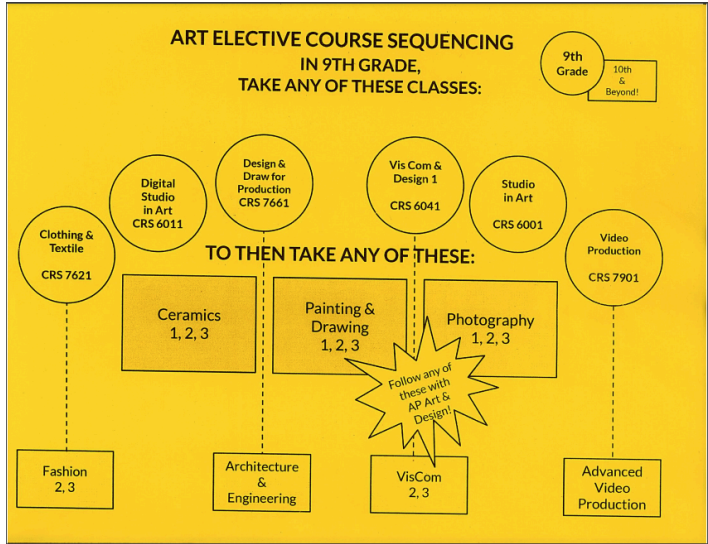 ART ELECTIVE COURSE SEQUENCING
IN 9TH GRADE,
TAKE ANY OF THESE CLASSES:
9th
Grade
10th
&
Beyond!
Clothing &
Textile
CRS 7621
Digital
Studio
in Art
CRS 6011
Design &
Draw for
Production
CRS 7661
Vis Com &
Design 1
CRS 6041
Studio
in Art
CRS 6001
Video
Production
CRS 7901
TO THEN TAKE ANY OF THESE:
Ceramics
1, 2, 3
Painting &
Drawing
1, 2, 3
Photography
1, 2, 3
Follow any of
these with
AP Art &
Design!
Fashion
2, 3
Architecture
&
Engineering
VisCom
2, 3
Advanced
Video
Production